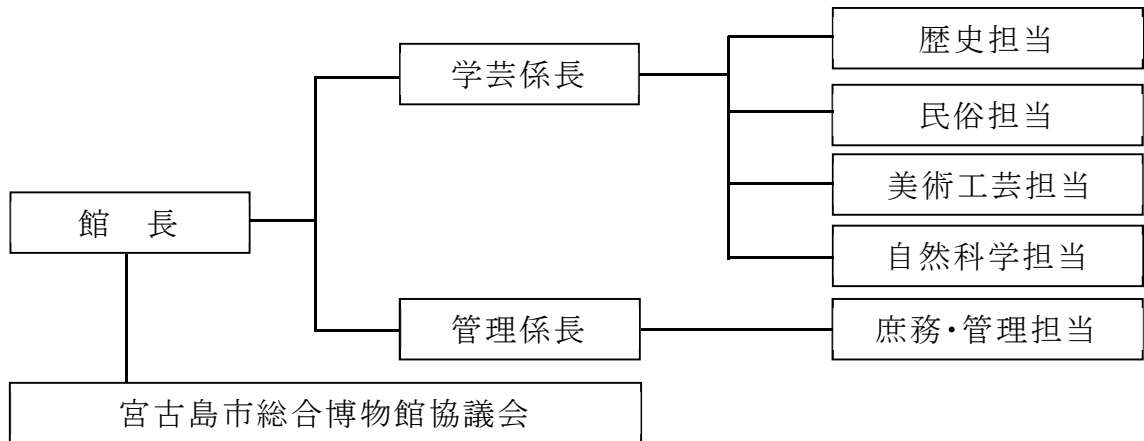 歴史担当
学芸係長
民俗担当
美術工芸担当
館　長
自然科学担当
管理係長
庶務・管理担当
宮古島市総合博物館協議会